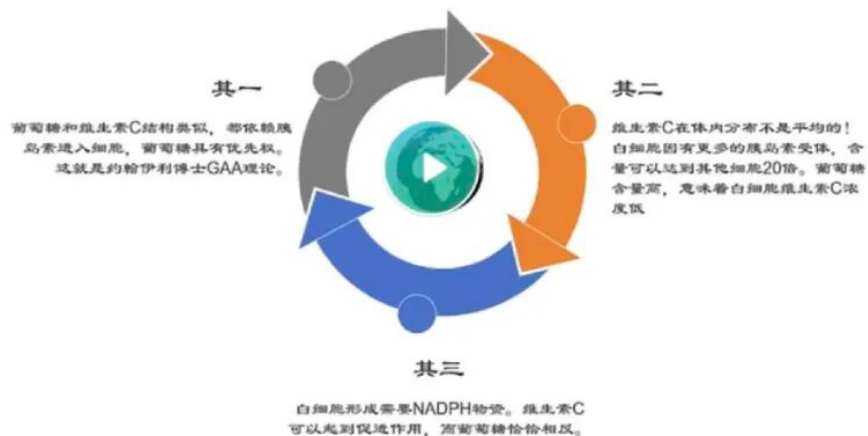 其一
葡萄糖和维生素C结构类似，都依赖胰
岛素进入细胞，葡萄糖具有优先权。
这就是约翰伊利博士GAA理论。
其二
维生素C在体内分布不是平均的！
白细胞因有更多的胰岛素受体，含
量可以达到其他细胞20倍。葡萄糖
含量高，意味着白细胞维生素C浓
度低
其三
白细胞形成需要NADPH物资。维生素C
可以起到促进作用，而葡萄糖恰恰相反。